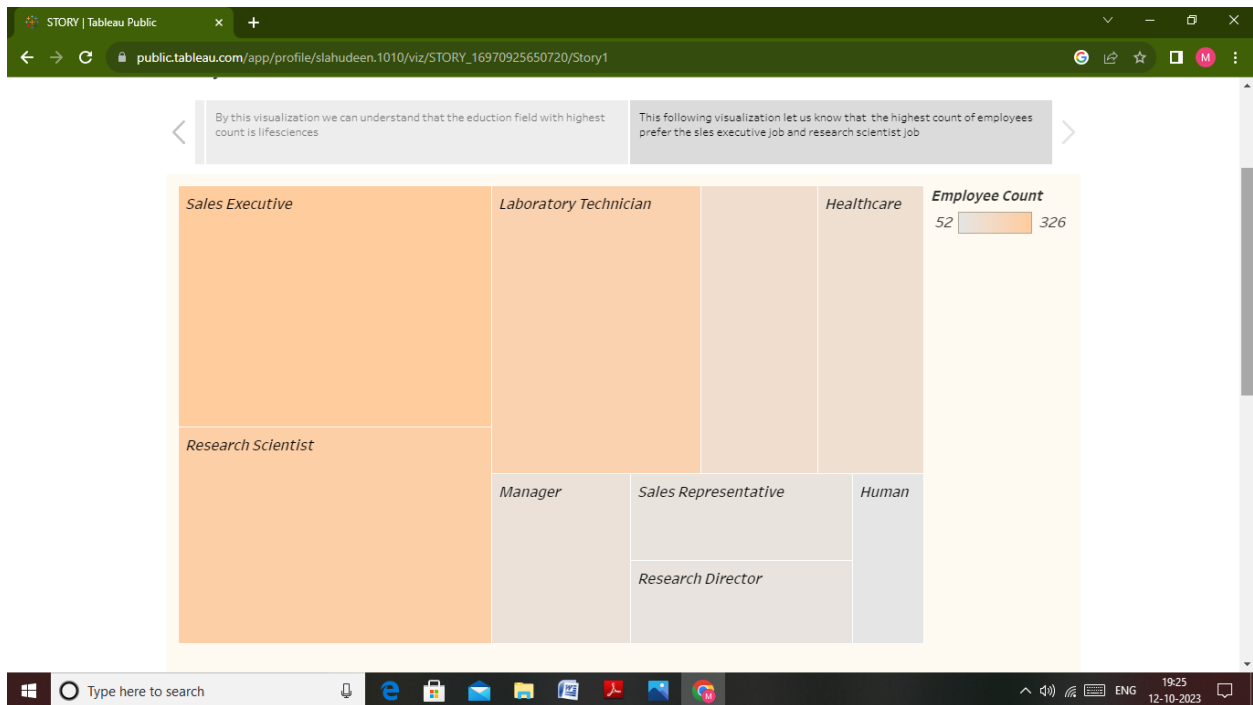 STORY | Tableau Public
public.tableau.com/app/profile/slahudeen.1010/viz/STORY_16970925650720/Story1
M
By this visualization we can understand that the eduction field with highest
count is lifesciences
This following visualization let us know that the highest count of employees
prefer the sles executive job and research scientist job
Sales Executive
Laboratory Technician
Healthcare
Employee Count
52 326
Research Scientist
Manager
Sales Representative
Human
Research Director
Type here to search
ENG
19:25
12-10-2023